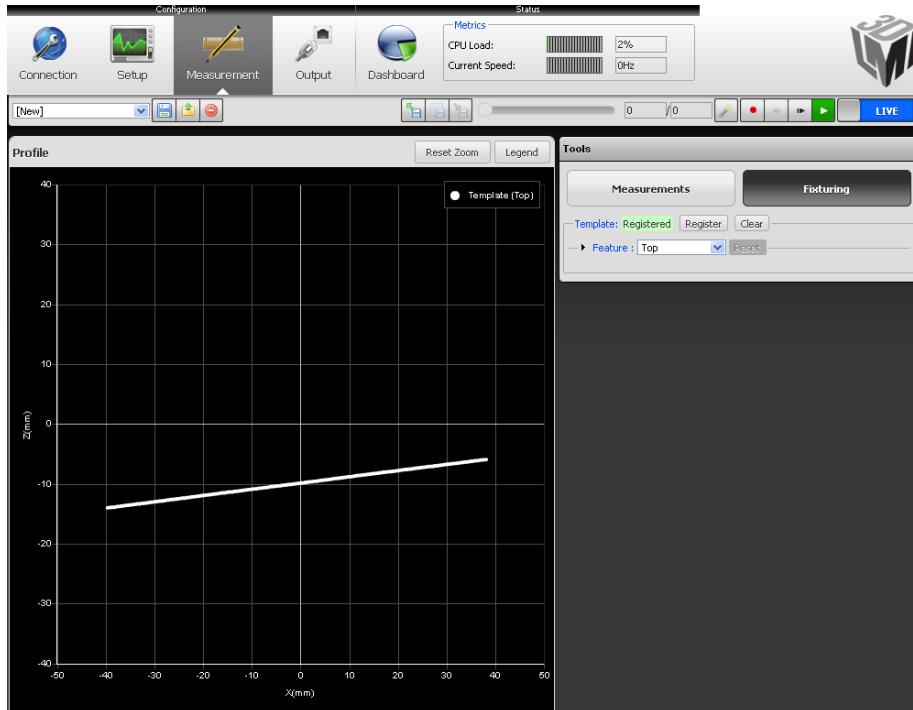 Configuration Status
Connection Setup Measurement Output Dashboard
Metrics
CPU Load: 2%
Current Speed: 0Hz
3D
LMI
[New] 0 /0 LIVE
Profile Reset Zoom Legend
Tools
Measurements Fixturing
Template: Registered Register Clear
Feature : Top Reset
Template (Top)
40
30
20
10
0
-10
-20
-30
-40
Z(mm)
-50 -40 -30 -20 -10 0 10 20 30 40 50
X(mm)